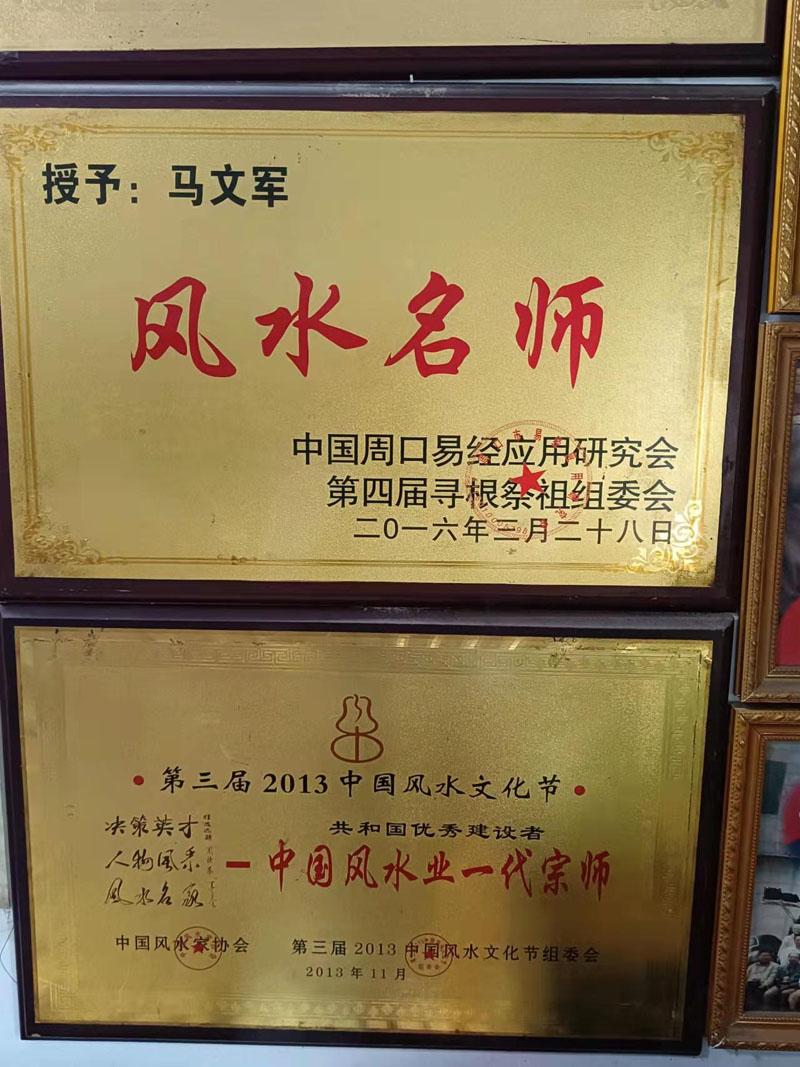 授予：马文军
风水名师
中国周口易经应用研究会
第四届寻根祭祖组委会
二0一六年三月二十八日
·第三届2013中国风水文化节·
共和国优秀建设者
决策英才
人物风采
风水名家
－中国风水业一代宗师
中国风水家协会
第三届2013中国风水文化节组委会
2013年11月